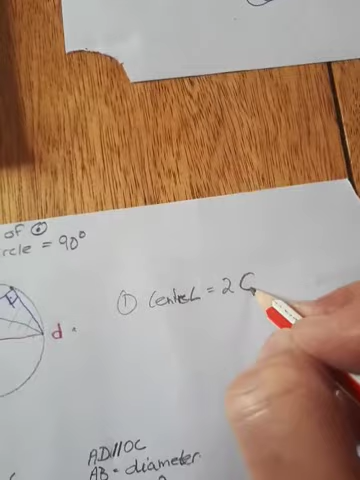 of ⊙
rcle = 90°
d =
① Center = 2 C
AD//OC
AB = diameter